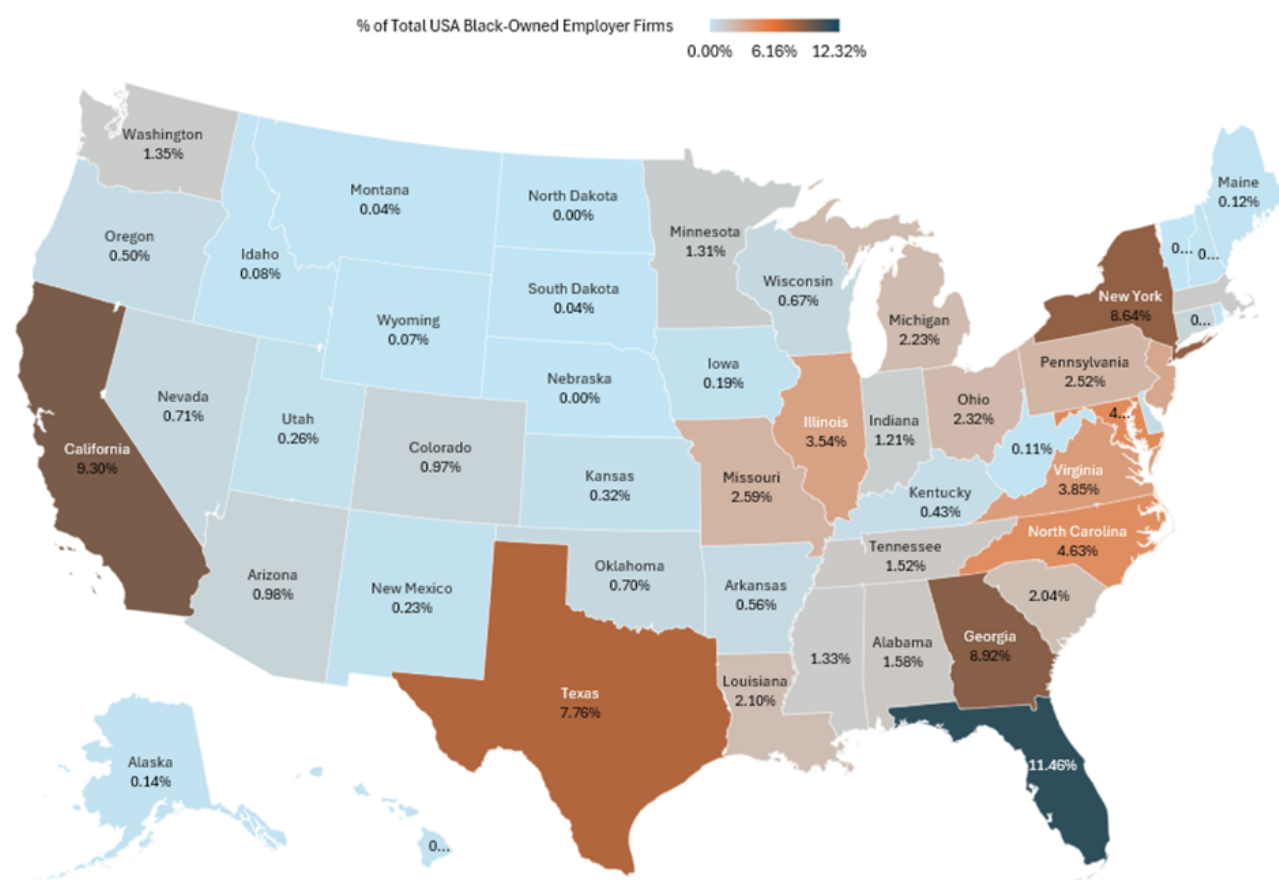 % of Total USA Black-Owned Employer Firms
0.00% 6.16% 12.32%
Washington
1.35%
Montana
0.04%
North Dakota
0.00%
Minnesota
1.31%
Maine
0.12%
Oregon
0.50%
Idaho
0.08%
South Dakota
0.04%
Wisconsin
0.67%
0...
0...
Wyoming
0.07%
Michigan
2.23%
New York
8.64%
0...
Nevada
0.71%
Utah
0.26%
Nebraska
0.00%
Iowa
0.19%
Pennsylvania
2.52%
California
9.30%
Colorado
0.97%
Kansas
0.32%
Missouri
2.59%
Illinois
3.54%
Indiana
1.21%
Ohio
2.32%
4...
0.11%
Virginia
3.85%
Kentucky
0.43%
North Carolina
4.63%
Tennessee
1.52%
Arizona
0.98%
New Mexico
0.23%
Oklahoma
0.70%
Arkansas
0.56%
2.04%
1.33%
Alabama
1.58%
Georgia
8.92%
Texas
7.76%
Louisiana
2.10%
11.46%
Alaska
0.14%
0...